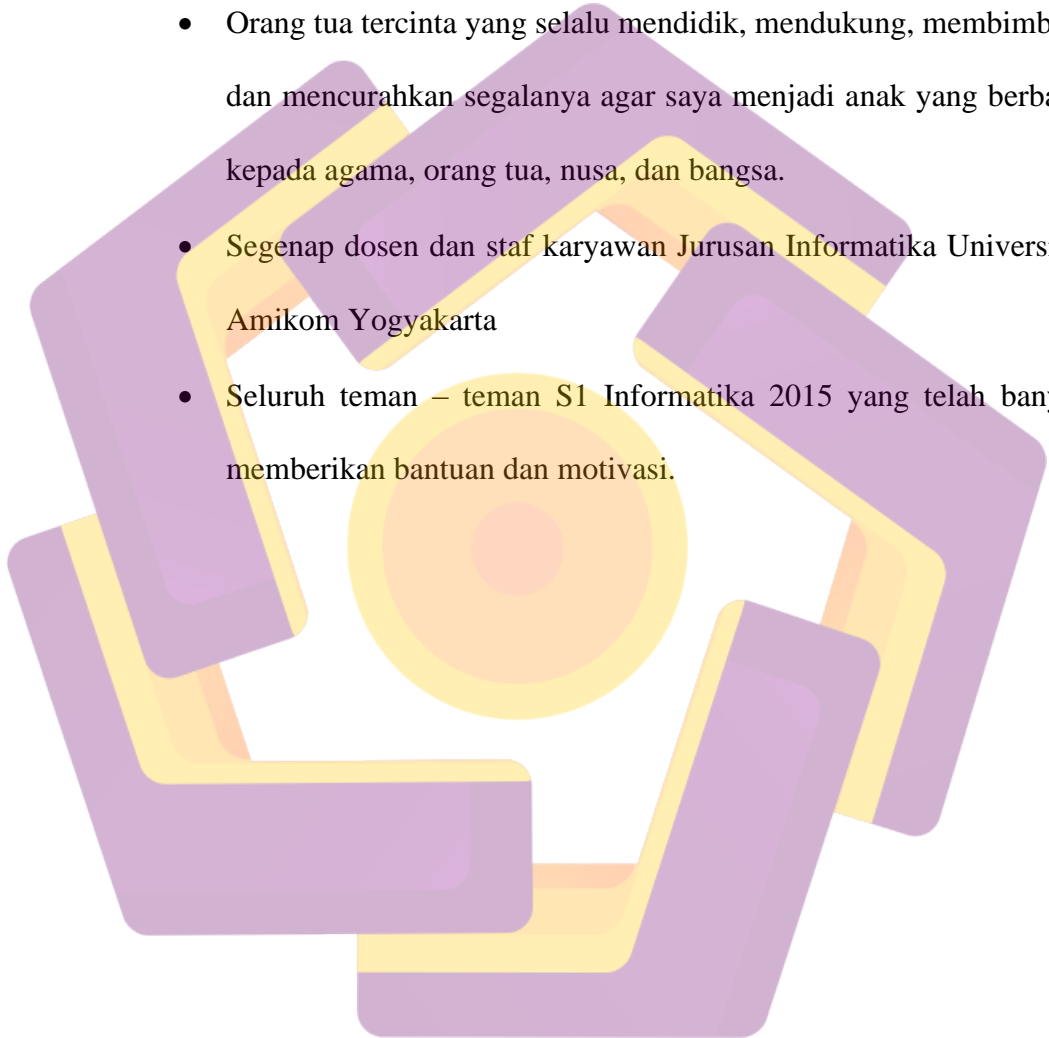 • Orang tua tercinta yang selalu mendidik, mendukung, membimb
dan mencurahkan segalanya agar saya menjadi anak yang berba
kepada agama, orang tua, nusa, dan bangsa.
• Segenap dosen dan staf karyawan Jurusan Informatika Univers
Amikom Yogyakarta
• Seluruh teman – teman S1 Informatika 2015 yang telah bany
memberikan bantuan dan motivasi.